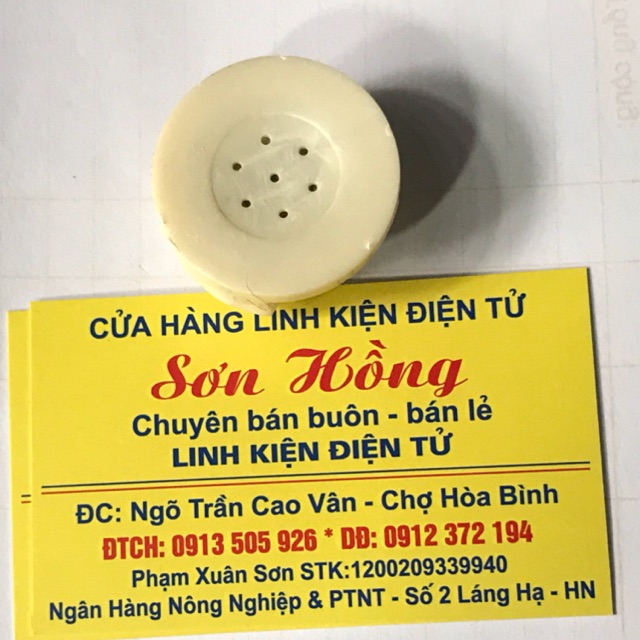 CỬA HÀNG LINH KIỆN ĐIỆN TỬ
Sơn Hồng
Chuyên bán buôn - bán lẻ
LINH KIỆN ĐIỆN TỬ
ĐC: Ngõ Trần Cao Vân - Chợ Hòa Bình
ĐTCH: 0913 505 926 * DĐ: 0912 372 194
Phạm Xuân Sơn STK:1200209339940
Ngân Hàng Nông Nghiệp & PTNT - Số 2 Láng Hạ - HN